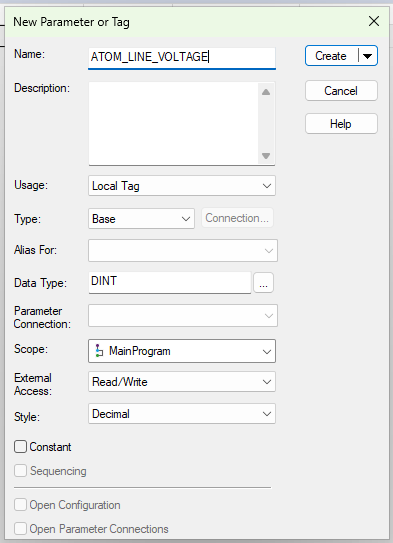 New Parameter or Tag
Name: ATOM_LINE_VOLTAGE Create
Description: Cancel
Help
Usage: Local Tag
Type: Base Connection...
Alias For:
Data Type: DINT ...
Parameter
Connection:
Scope: MainProgram
External
Access: Read/Write
Style: Decimal
Constant
Sequencing
Open Configuration
Open Parameter Connections